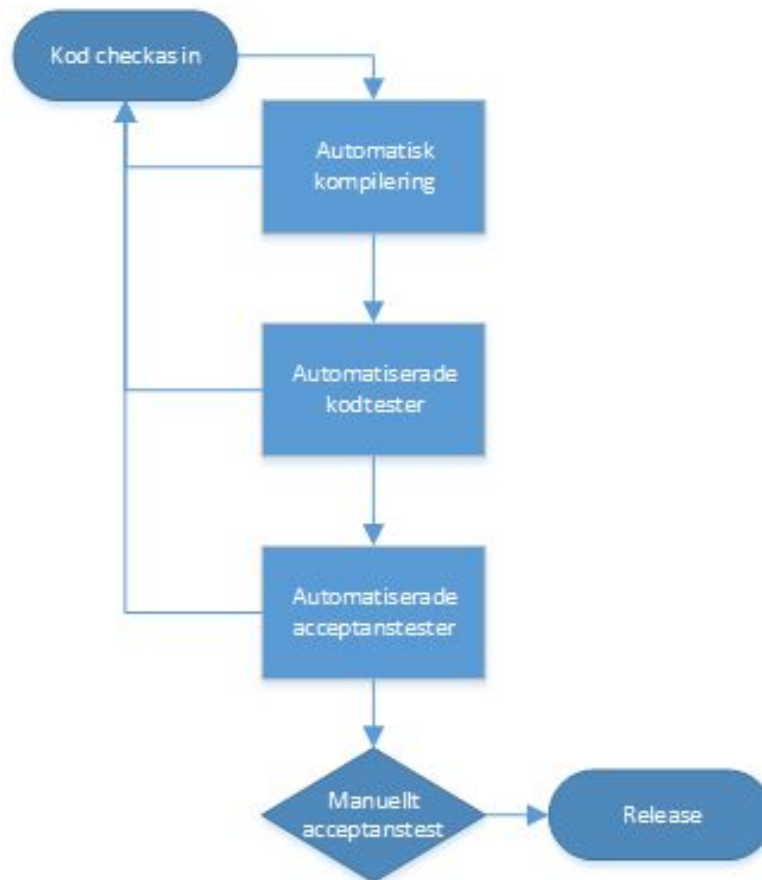 Kod checkas in
Automatisk
kompilering
Automatiserade
kodtester
Automatiserade
acceptanstester
Manuellt
acceptanstest
Release